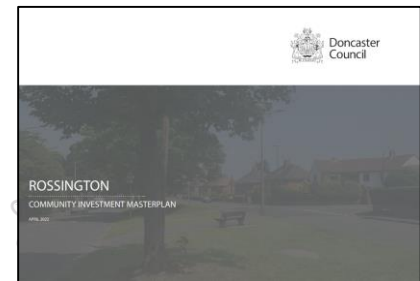 Doncaster
Council
ROSSINGTON
COMMUNITY INVESTMENT MASTERPLAN